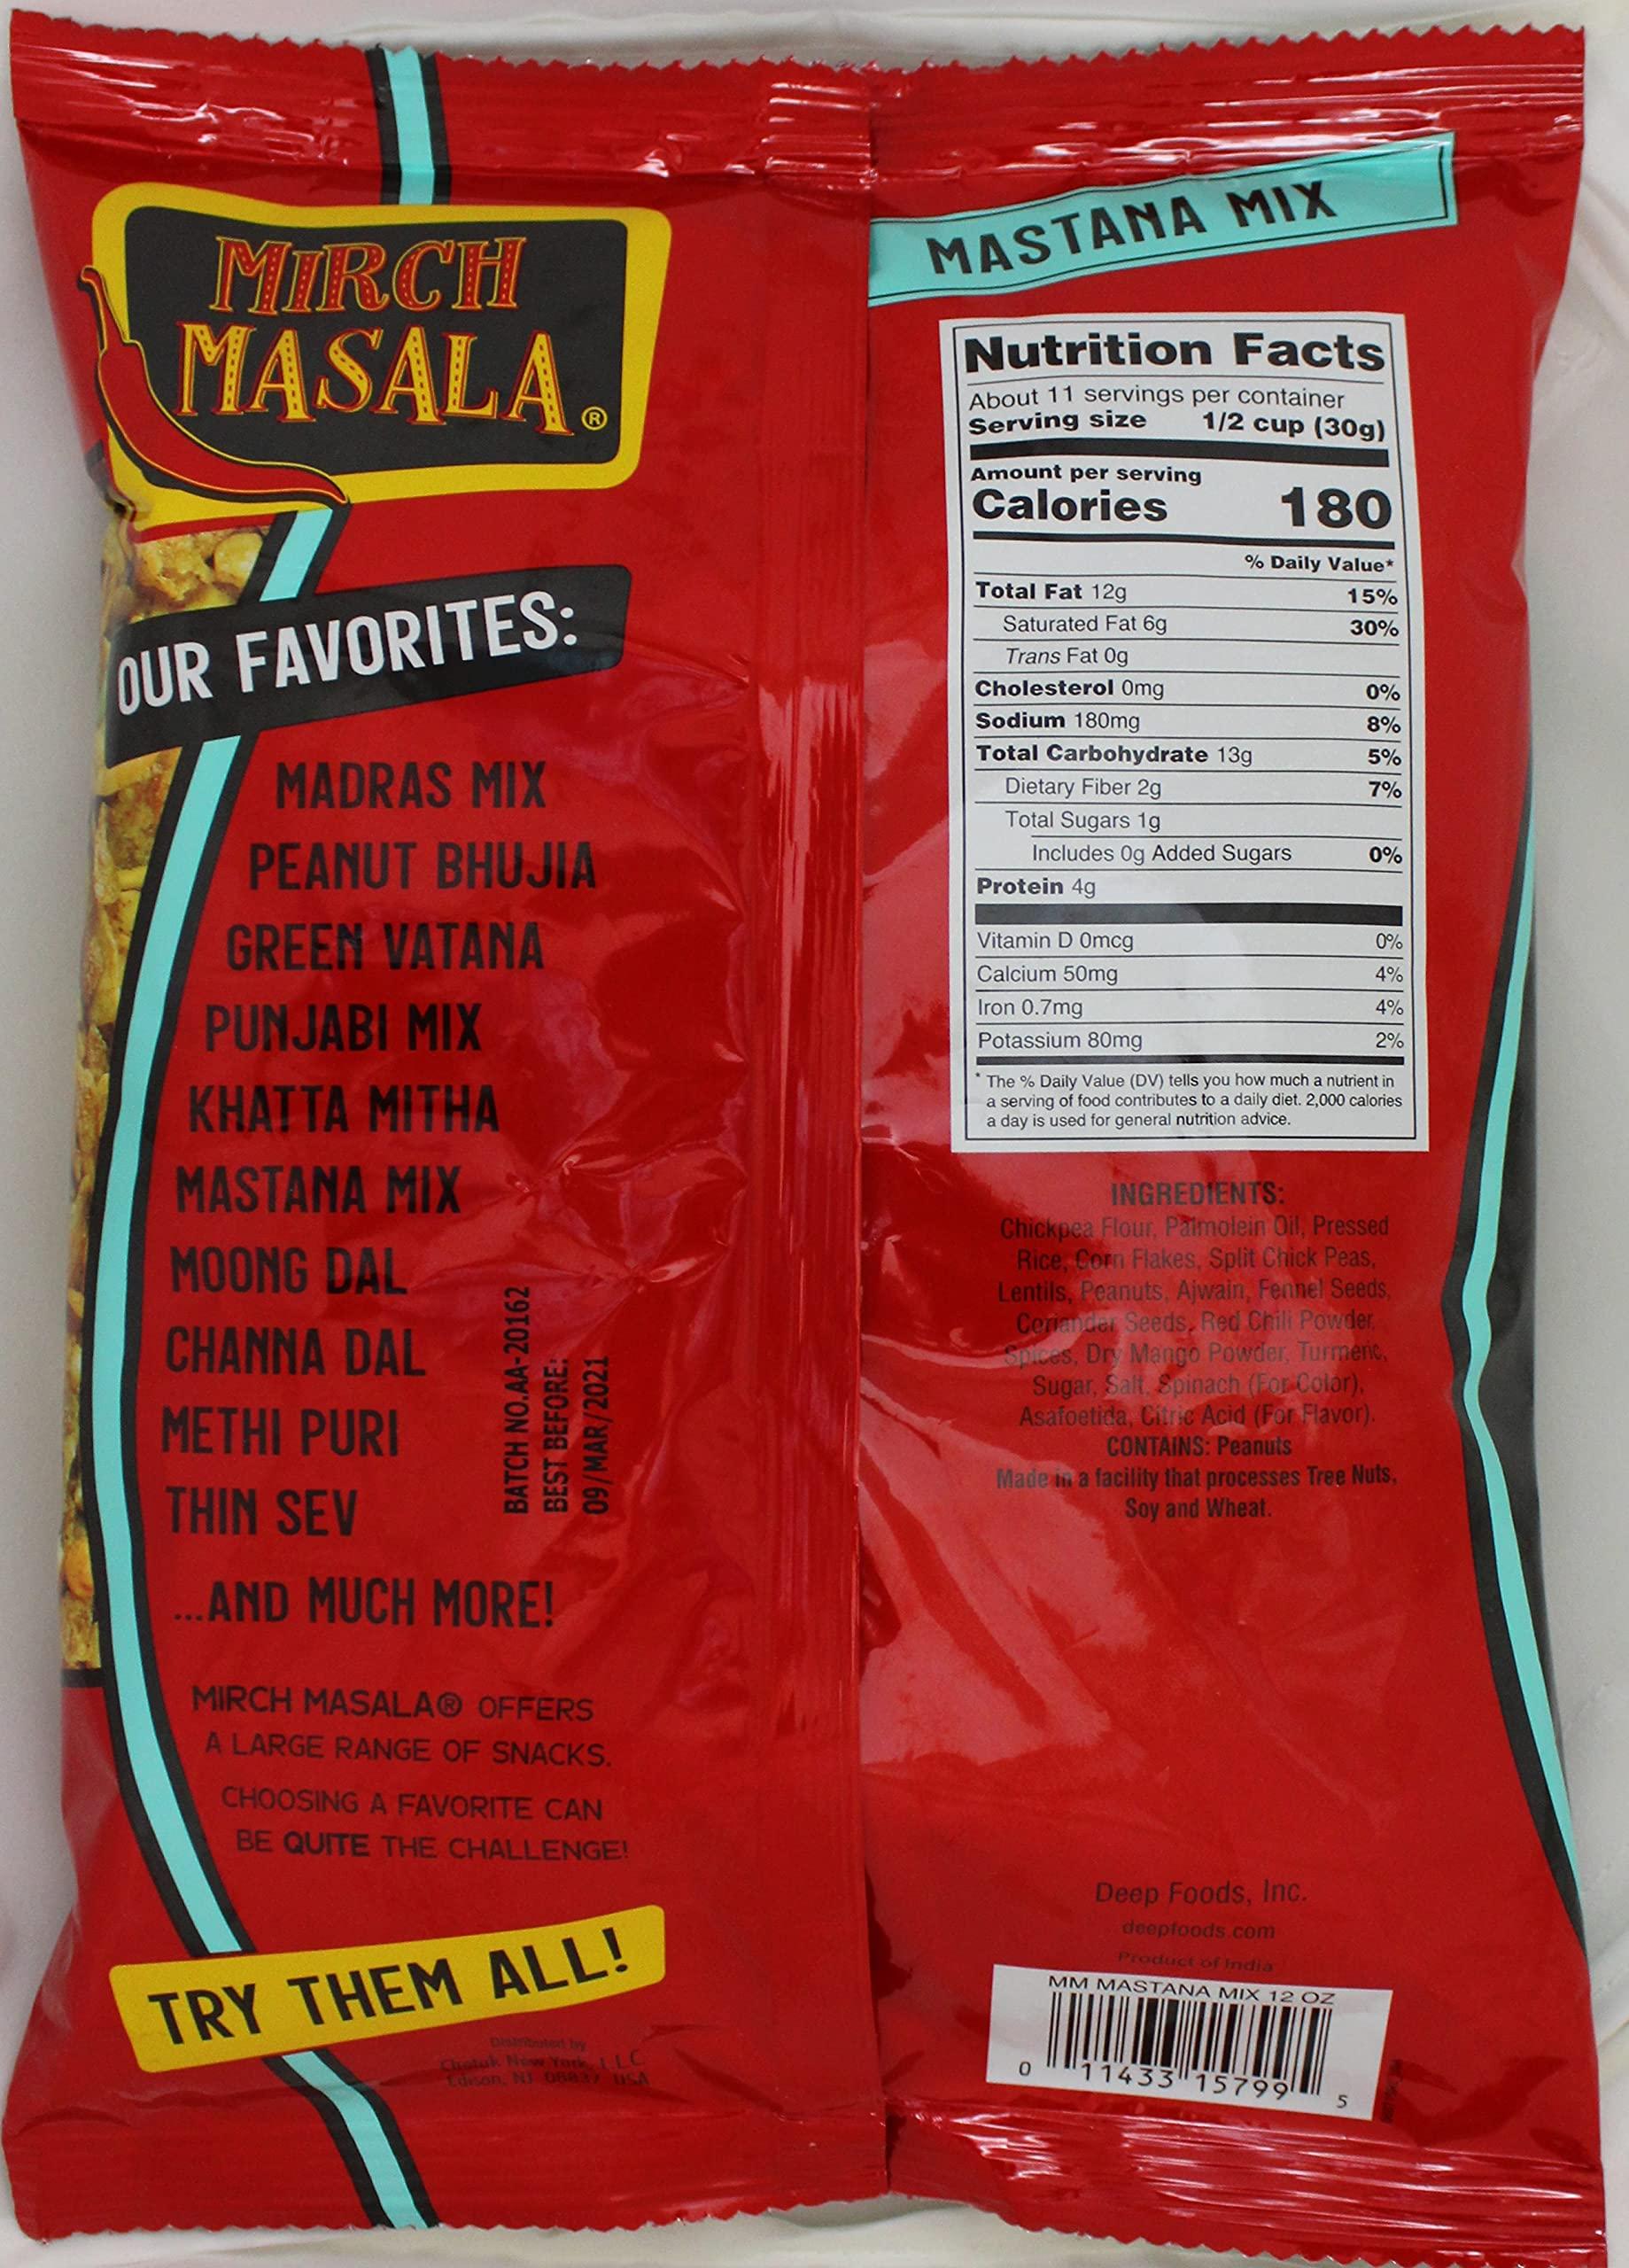 MIRCH
MASALA®
OUR FAVORITES:
MADRAS MIX
PEANUT BHUJIA
GREEN VATANA
PUNJABI MIX
KHATTA MITHA
MASTANA MIX
MOONG DAL
CHANNA DAL
METHI PURI
THIN SEV
...AND MUCH MORE!
BATCH NO.AA-20162
BEST BEFORE:
09/MAR/2021
MIRCH MASALA® OFFERS
A LARGE RANGE OF SNACKS.
CHOOSING A FAVORITE CAN
BE QUITE THE CHALLENGE!
TRY THEM ALL!
Distributed by
Chatak New York, LLC
Edison, NJ 08837 USA
MASTANA MIX
Nutrition Facts
About 11 servings per container
Serving size 1/2 cup (30g)
Amount per serving
Calories 180
% Daily Value*
Total Fat 12g 15%
Saturated Fat 6g 30%
Trans Fat 0g
Cholesterol 0mg 0%
Sodium 180mg 8%
Total Carbohydrate 13g 5%
Dietary Fiber 2g 7%
Total Sugars 1g
Includes 0g Added Sugars 0%
Protein 4g
Vitamin D 0mcg 0%
Calcium 50mg 4%
Iron 0.7mg 4%
Potassium 80mg 2%
* The % Daily Value (DV) tells you how much a nutrient in
a serving of food contributes to a daily diet. 2,000 calories
a day is used for general nutrition advice.
INGREDIENTS:
Chickpea Flour, Palmolein Oil, Pressed
Rice, Corn Flakes, Split Chick Peas,
Lentils, Peanuts, Ajwain, Fennel Seeds,
Coriander Seeds, Red Chili Powder,
Spices, Dry Mango Powder, Turmeric,
Sugar, Salt, Spinach (For Color),
Asafoetida, Citric Acid (For Flavor).
CONTAINS: Peanuts
Made in a facility that processes Tree Nuts,
Soy and Wheat.
Deep Foods, Inc.
deepfoods.com
Product of India
MM MASTANA MIX 12 OZ
0 11433 15799 5